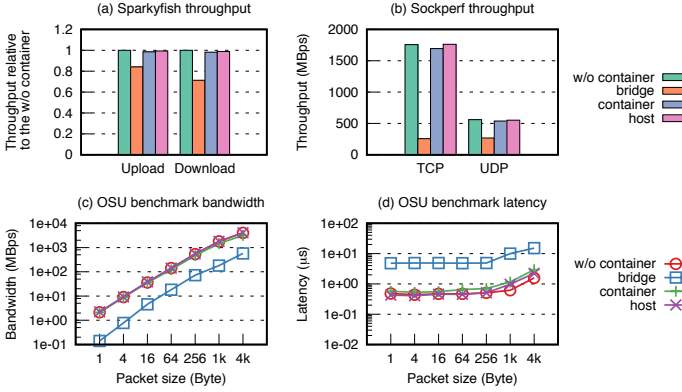 (a) Sparkyfish throughput
Throughput relative
to the w/o container
1.2
1
0.8
0.6
0.4
0.2
0
Upload Download
(b) Sockperf throughput
Throughput (MBps)
2000
1500
1000
500
0
TCP UDP
w/o container
bridge
container
host
(c) OSU benchmark bandwidth
Bandwidth (MBps)
1e+04
1e+03
1e+02
1e+01
1e+00
1e-01
1 4 16 64 256 1k 4k
Packet size (Byte)
(d) OSU benchmark latency
Latency (μs)
1e+02
1e+01
1e+00
1e-01
1e-02
1 4 16 64 256 1k 4k
Packet size (Byte)
w/o container
bridge
container
host